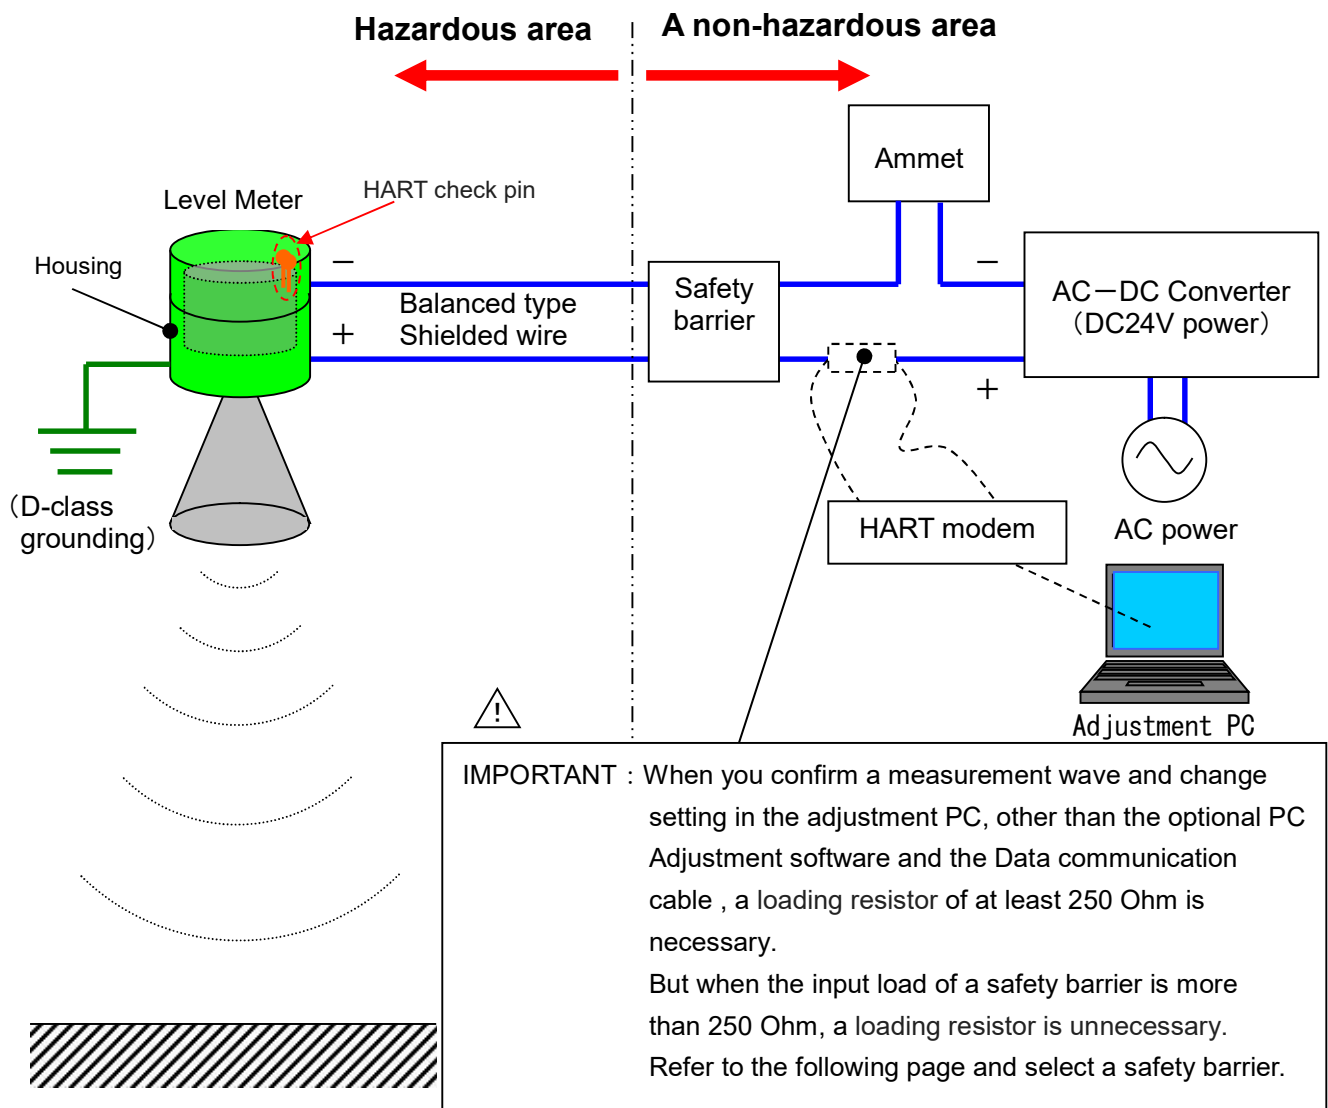 Hazardous area
A non-hazardous area
Ammet
Level Meter
HART check pin
Housing
−
+
Balanced type
Shielded wire
Safety
barrier
−
+
AC−DC Converter
(DC24V power)
(D-class
grounding)
HART modem
AC power
Adjustment PC
!
IMPORTANT : When you confirm a measurement wave and change
setting in the adjustment PC, other than the optional PC
Adjustment software and the Data communication
cable , a loading resistor of at least 250 Ohm is
necessary.
But when the input load of a safety barrier is more
than 250 Ohm, a loading resistor is unnecessary.
Refer to the following page and select a safety barrier.